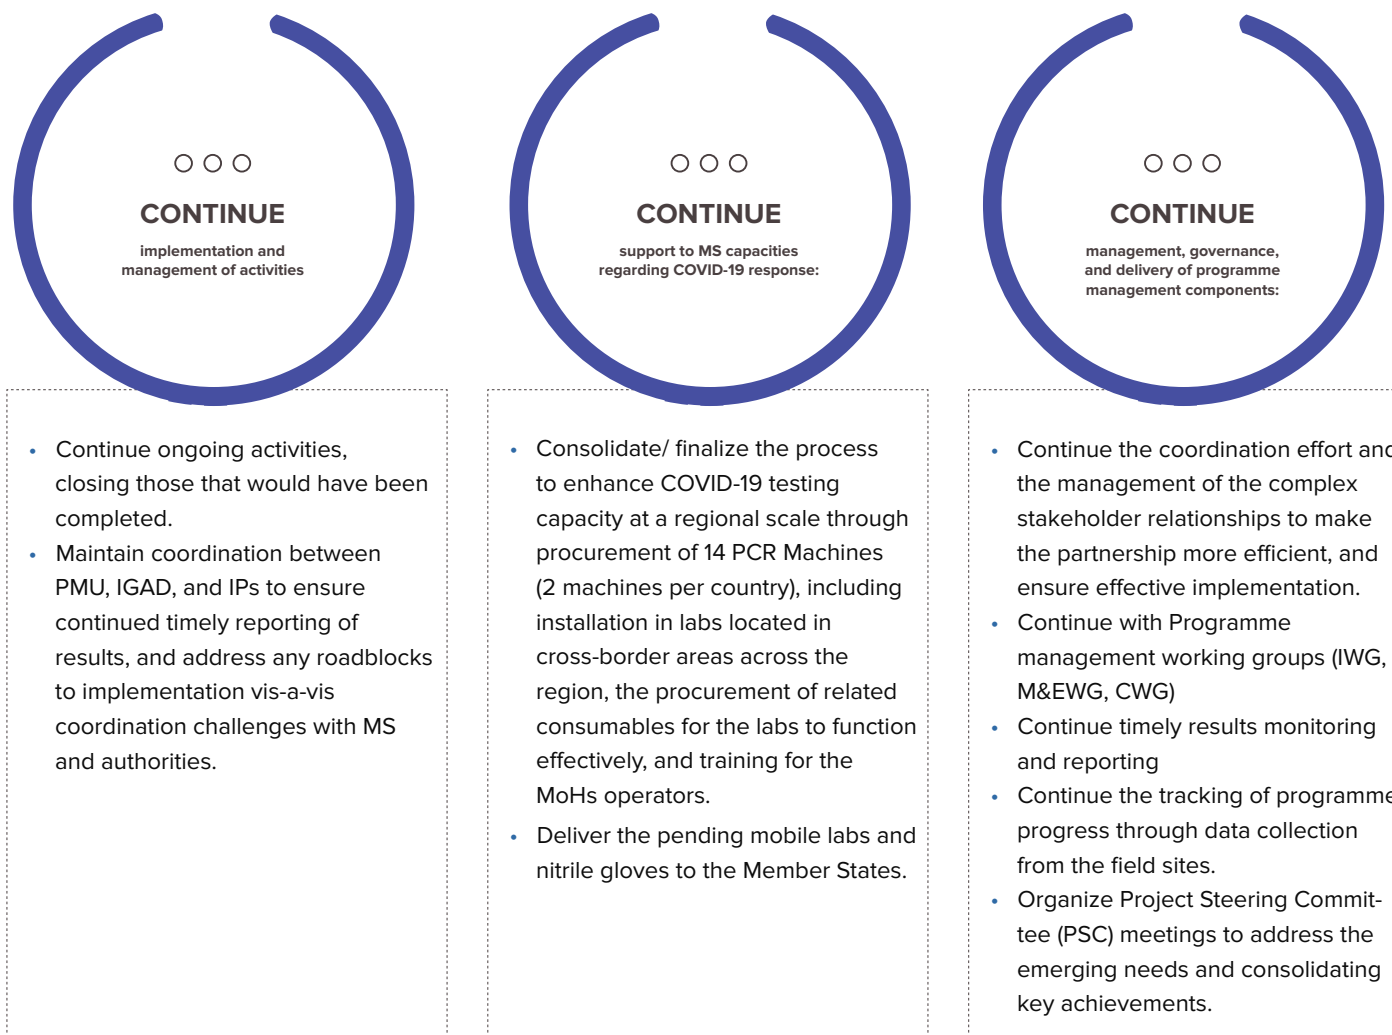 CONTINUE
implementation and
management of activities
• Continue ongoing activities,
closing those that would have been
completed.
• Maintain coordination between
PMU, IGAD, and IPs to ensure
continued timely reporting of
results, and address any roadblocks
to implementation vis-a-vis
coordination challenges with MS
and authorities.
CONTINUE
support to MS capacities
regarding COVID-19 response:
• Consolidate/ finalize the process
to enhance COVID-19 testing
capacity at a regional scale through
procurement of 14 PCR Machines
(2 machines per country), including
installation in labs located in
cross-border areas across the
region, the procurement of related
consumables for the labs to function
effectively, and training for the
MoHs operators.
• Deliver the pending mobile labs and
nitrile gloves to the Member States.
CONTINUE
management, governance,
and delivery of programme
management components:
• Continue the coordination effort and
the management of the complex
stakeholder relationships to make
the partnership more efficient, and
ensure effective implementation.
• Continue with Programme
management working groups (IWG,
M&EWG, CWG)
• Continue timely results monitoring
and reporting
• Continue the tracking of programme
progress through data collection
from the field sites.
• Organize Project Steering Commit-
tee (PSC) meetings to address the
emerging needs and consolidating
key achievements.